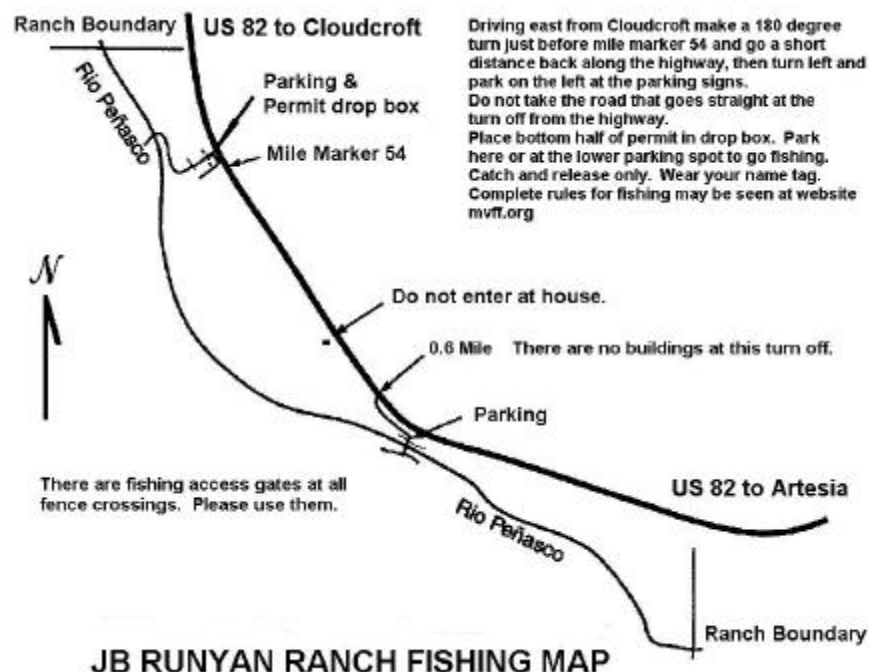 Ranch Boundary
US 82 to Cloudcroft
Driving east from Cloudcroft make a 180 degree
turn just before mile marker 54 and go a short
distance back along the highway, then turn left and
park on the left at the parking signs.
Do not take the road that goes straight at the
turn off from the highway.
Place bottom half of permit in drop box. Park
here or at the lower parking spot to go fishing.
Catch and release only. Wear your name tag.
Complete rules for fishing may be seen at website
mvff.org
Rio Peñasco
Parking &
Permit drop box
Mile Marker 54
N
Do not enter at house.
0.6 Mile There are no buildings at this turn off.
Parking
There are fishing access gates at all
fence crossings. Please use them.
US 82 to Artesia
Rio Peñasco
Ranch Boundary
JB RUNYAN RANCH FISHING MAP